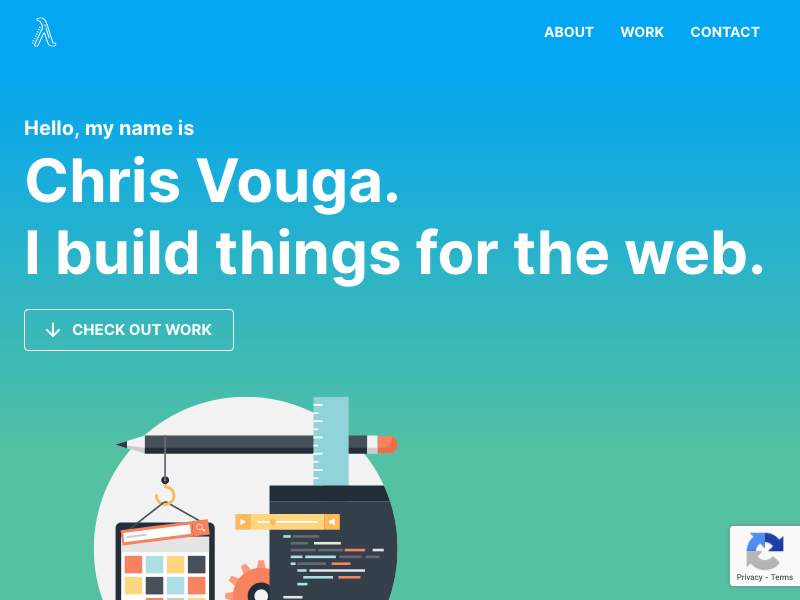 ABOUT WORK CONTACT
Hello, my name is
Chris Vouga.
I build things for the web.
CHECK OUT WORK
Privacy - Terms